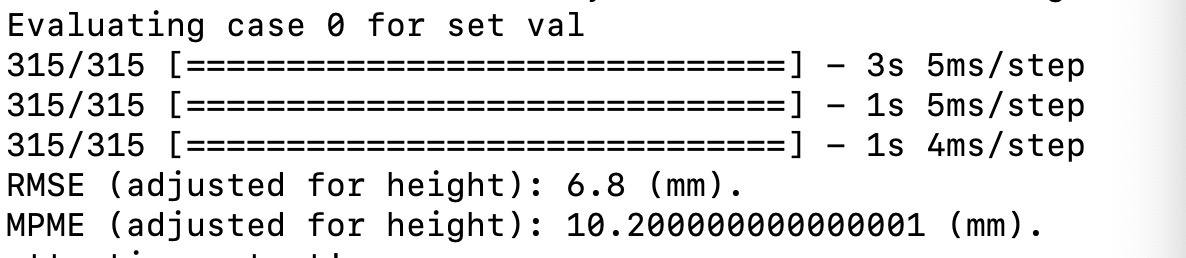 Evaluating case 0 for set val
315/315 [==============================] - 3s 5ms/step
315/315 [==============================] - 1s 5ms/step
315/315 [==============================] - 1s 4ms/step
RMSE (adjusted for height): 6.8 (mm).
MPME (adjusted for height): 10.200000000000001 (mm).